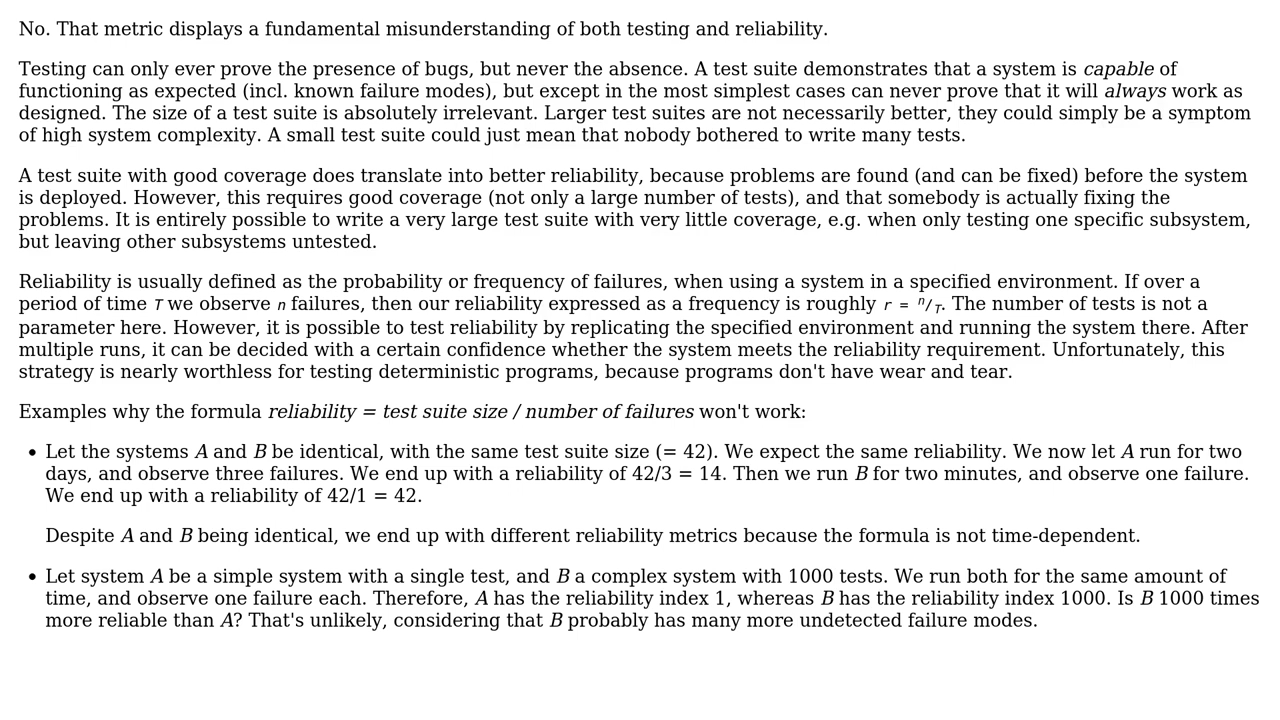 No. That metric displays a fundamental misunderstanding of both testing and reliability.
Testing can only ever prove the presence of bugs, but never the absence. A test suite demonstrates that a system is capable of
functioning as expected (incl. known failure modes), but except in the most simplest cases can never prove that it will always work as
designed. The size of a test suite is absolutely irrelevant. Larger test suites are not necessarily better, they could simply be a symptom
of high system complexity. A small test suite could just mean that nobody bothered to write many tests.
A test suite with good coverage does translate into better reliability, because problems are found (and can be fixed) before the system
is deployed. However, this requires good coverage (not only a large number of tests), and that somebody is actually fixing the
problems. It is entirely possible to write a very large test suite with very little coverage, e.g. when only testing one specific subsystem,
but leaving other subsystems untested.
Reliability is usually defined as the probability or frequency of failures, when using a system in a specified environment. If over a
period of time T we observe n failures, then our reliability expressed as a frequency is roughly r = n/T. The number of tests is not a
parameter here. However, it is possible to test reliability by replicating the specified environment and running the system there. After
multiple runs, it can be decided with a certain confidence whether the system meets the reliability requirement. Unfortunately, this
strategy is nearly worthless for testing deterministic programs, because programs don't have wear and tear.
Examples why the formula reliability = test suite size / number of failures won't work:
• Let the systems A and B be identical, with the same test suite size (= 42). We expect the same reliability. We now let A run for two
days, and observe three failures. We end up with a reliability of 42/3 = 14. Then we run B for two minutes, and observe one failure.
We end up with a reliability of 42/1 = 42.
Despite A and B being identical, we end up with different reliability metrics because the formula is not time-dependent.
• Let system A be a simple system with a single test, and B a complex system with 1000 tests. We run both for the same amount of
time, and observe one failure each. Therefore, A has the reliability index 1, whereas B has the reliability index 1000. Is B 1000 times
more reliable than A? That's unlikely, considering that B probably has many more undetected failure modes.